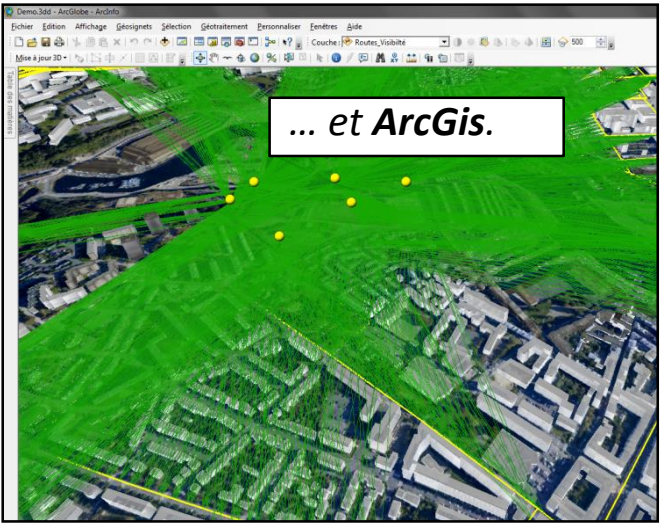 Demo.3dd - ArcGlobe - ArcInfo
Fichier Edition Affichage Géosignets Sélection Géotraitement Personnaliser Fenêtres Aide
Couche : Routes_Visibilté 500
Mise à jour 3D
Table des matières
... et ArcGis.